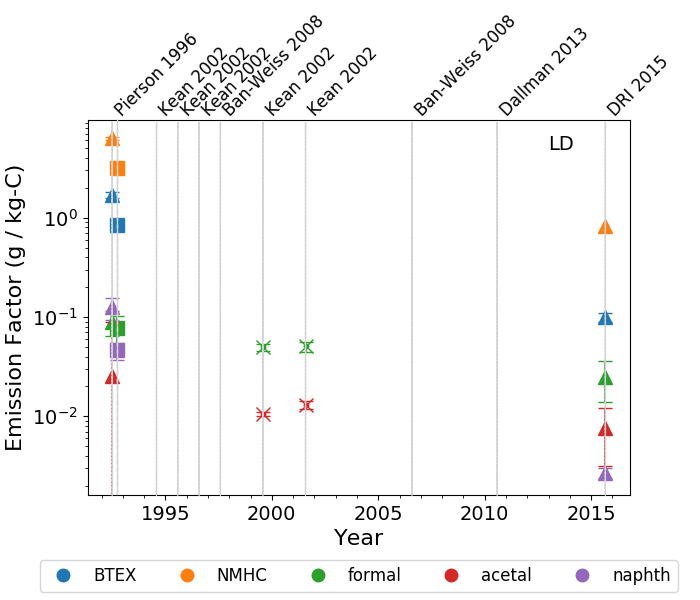 Pierson 1996
Kean 2002
Kean 2002
Kean 2002
Ban-Weiss 2008
Kean 2002
Kean 2002
Ban-Weiss 2008
Dallman 2013
DRI 2015
LD
Emission Factor (g / kg-C)
10⁰
10⁻¹
10⁻²
1995 2000 2005 2010 2015
Year
BTEX NMHC formal acetal naphth